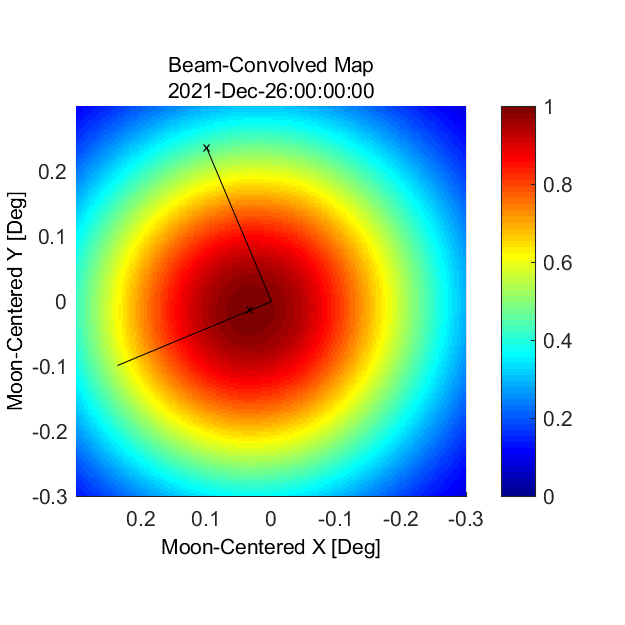 Beam-Convolved Map
2021-Dec-26:00:00:00
Moon-Centered Y [Deg]
0.2
0.1
0
-0.1
-0.2
-0.3
0.2 0.1 0 -0.1 -0.2 -0.3
Moon-Centered X [Deg]
1
0.8
0.6
0.4
0.2
0